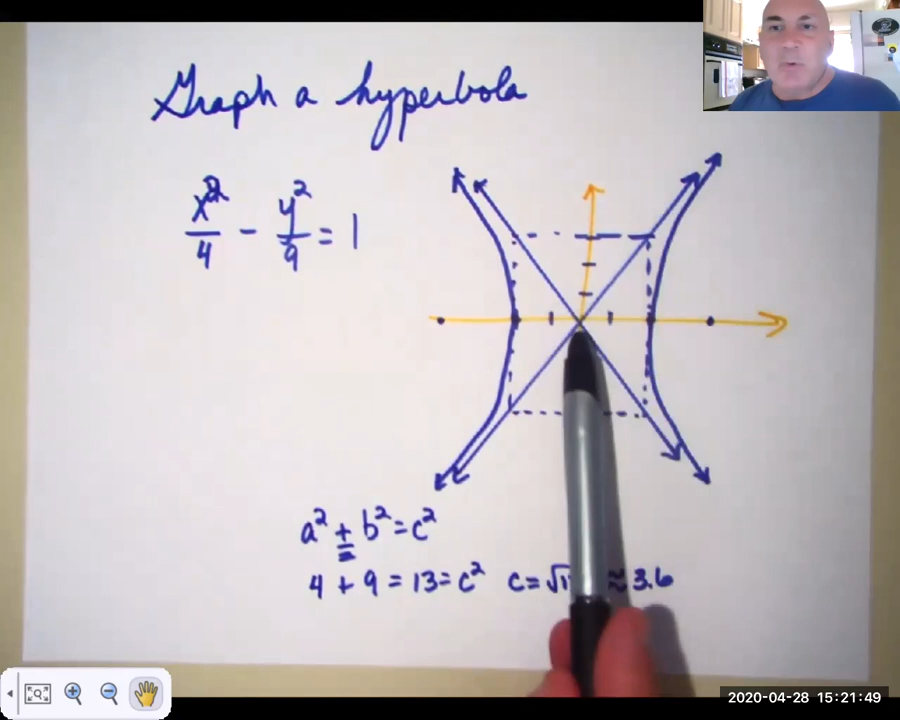 Graph a hyperbola
x²/4 - y²/9 = 1
a² + b² = c²
4 + 9 = 13 = c² c = √1 ≈ 3.6
2020-04-28 15:21:49